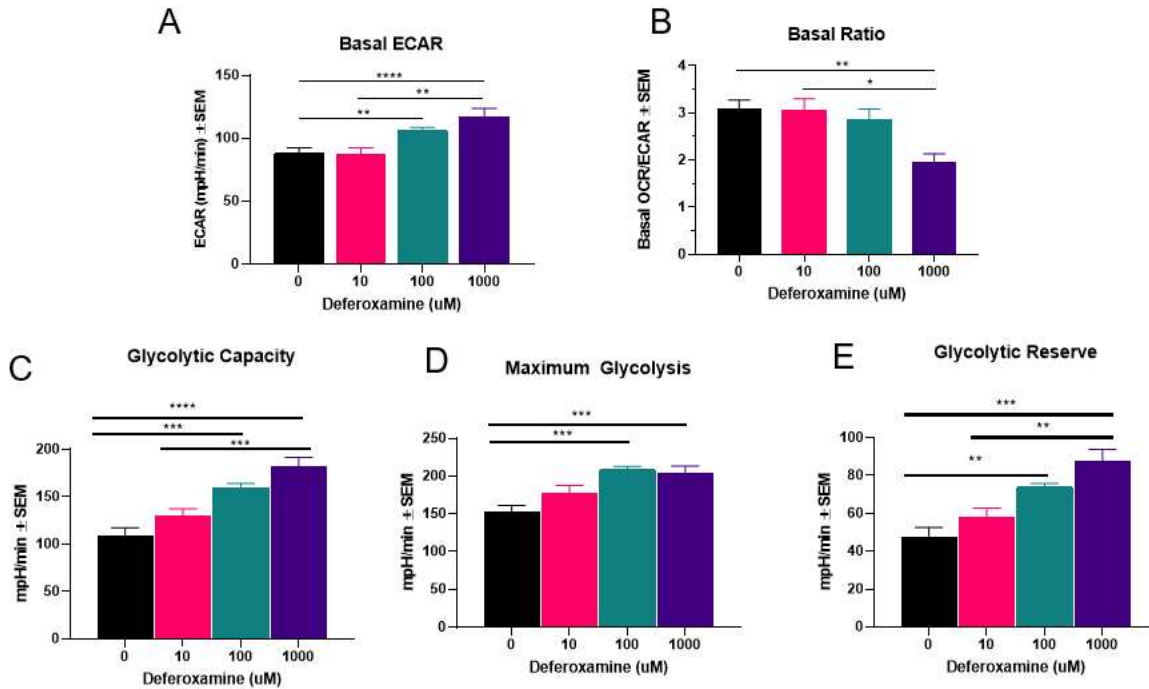 A
Basal ECAR
ECAR (mpH/min) ± SEM
150
100
50
0
****
**
**
0 10 100 1000
Deferoxamine (uM)
B
Basal Ratio
Basal OCR/ECAR ± SEM
4
3
2
1
0
**
*
0 10 100 1000
Deferoxamine (uM)
C
Glycolytic Capacity
mpH/min ± SEM
200
150
100
50
0
****
***
***
0 10 100 1000
Deferoxamine (uM)
D
Maximum Glycolysis
mpH/min ± SEM
250
200
150
100
50
0
***
***
0 10 100 1000
Deferoxamine (uM)
E
Glycolytic Reserve
mpH/min ± SEM
100
80
60
40
20
0
***
**
**
0 10 100 1000
Deferoxamine (uM)